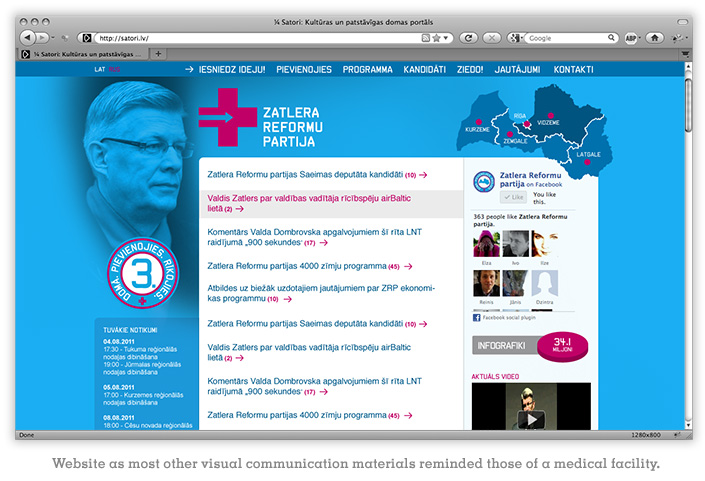 ¼ Satori: Kultūras un patstāvīgas domas portāls
http://satori.lv/
Google
ABP
¼ Satori: Kultūras un patstāvīgas ...
LAT
→ IESNIEDZ IDEJU! PIEVIENOJIES PROGRAMMA KANDIDĀTI ZIEDO! JAUTĀJUMI KONTAKTI
ZATLERA
REFORMU
PARTIJA
RĪGA
VIDZEME
KURZEME
ZEMGALE
LATGALE
Zatlera Reformu partijas Saeimas deputāta kandidāti (10) →
Valdis Zatlers par valdības vadītāja rīcībspēju airBaltic
lietā (2) →
Komentārs Valda Dombrovska apgalvojumiem šī rīta LNT
raidījumā „900 sekundes" (17) →
Zatlera Reformu partijas 4000 zīmju programma (45) →
Atbildes uz biežāk uzdotajiem jautājumiem par ZRP ekonomi-
kas programmu (10) →
Zatlera Reformu partijas Saeimas deputāta kandidāti (10) →
Valdis Zatlers par valdības vadītāja rīcībspēju airBaltic
lietā (2) →
Komentārs Valda Dombrovska apgalvojumiem šī rīta LNT
raidījumā „900 sekundes" (17) →
Zatlera Reformu partijas 4000 zīmju programma (45) →
DOMĀ. PIEVIENOJIES. RĪKOJIES.
3.
TUVĀKIE NOTIKUMI
04.08.2011
17:30 - Tukuma reģionālās
nodaļas dibināšana
19:00 - Jūrmalas reģionālās
nodaļas dibināšana
05.08.2011
17:00 - Kurzemes reģionālās
nodaļas dibināšana
08.08.2011
18:00 - Cēsu novada reģionālās
Zatlera Reformu
partija on Facebook
Like
You like
this.
363 people like Zatlera Reformu
partija.
Elza Ivo Ilze
Reinis Jānis Dzintra
Facebook social plugin
INFOGRAFIKI
34.1
MILJONI
AKTUĀLS VIDEO
Done
1280x800
Website as most other visual communication materials reminded those of a medical facility.